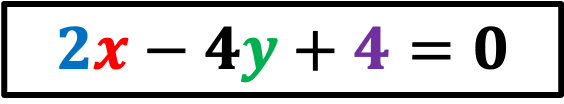 2x − 4y + 4 = 0